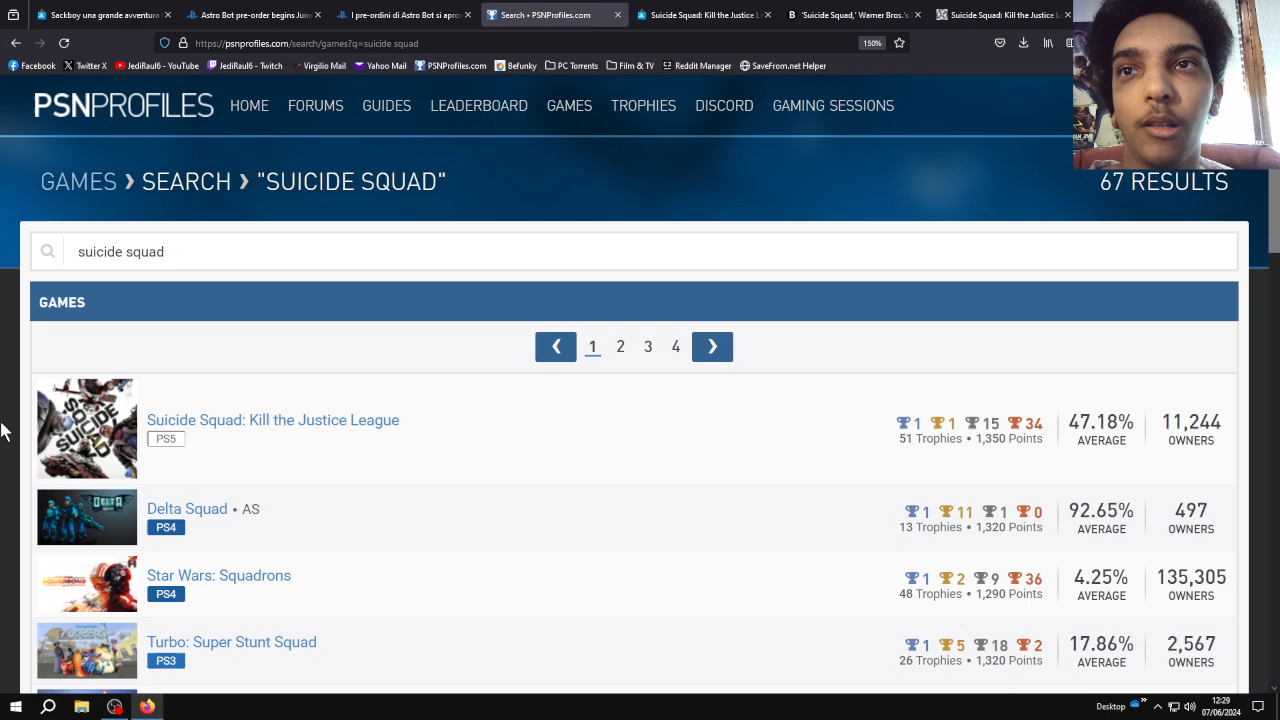 Sackboy una grande avventura
Astro Bot pre-order begins June
I pre-ordini di Astro Bot si apror
Search • PSNProfiles.com
Suicide Squad: Kill the Justice L
'Suicide Squad,' Warner Bros.'s
Suicide Squad: Kill the Justice Le
https://psnprofiles.com/search/games?q=suicide squad
150%
Facebook
Twitter X
JediRaul6 - YouTube
JediRaul6 - Twitch
Virgilio Mail
Yahoo Mail
PSNProfiles.com
Befunky
PC Torrents
Film & TV
Reddit Manager
SaveFrom.net Helper
PSNPROFILES
HOME
FORUMS
GUIDES
LEADERBOARD
GAMES
TROPHIES
DISCORD
GAMING SESSIONS
GAMES › SEARCH › "SUICIDE SQUAD"
67 RESULTS
suicide squad
GAMES
1 2 3 4
Suicide Squad: Kill the Justice League
PS5
1 1 15 34
51 Trophies • 1,350 Points
47.18%
AVERAGE
11,244
OWNERS
Delta Squad • AS
PS4
1 11 1 0
13 Trophies • 1,320 Points
92.65%
AVERAGE
497
OWNERS
Star Wars: Squadrons
PS4
1 2 9 36
48 Trophies • 1,290 Points
4.25%
AVERAGE
135,305
OWNERS
Turbo: Super Stunt Squad
PS3
1 5 18 2
26 Trophies • 1,320 Points
17.86%
AVERAGE
2,567
OWNERS
Desktop
12:29
07/06/2024